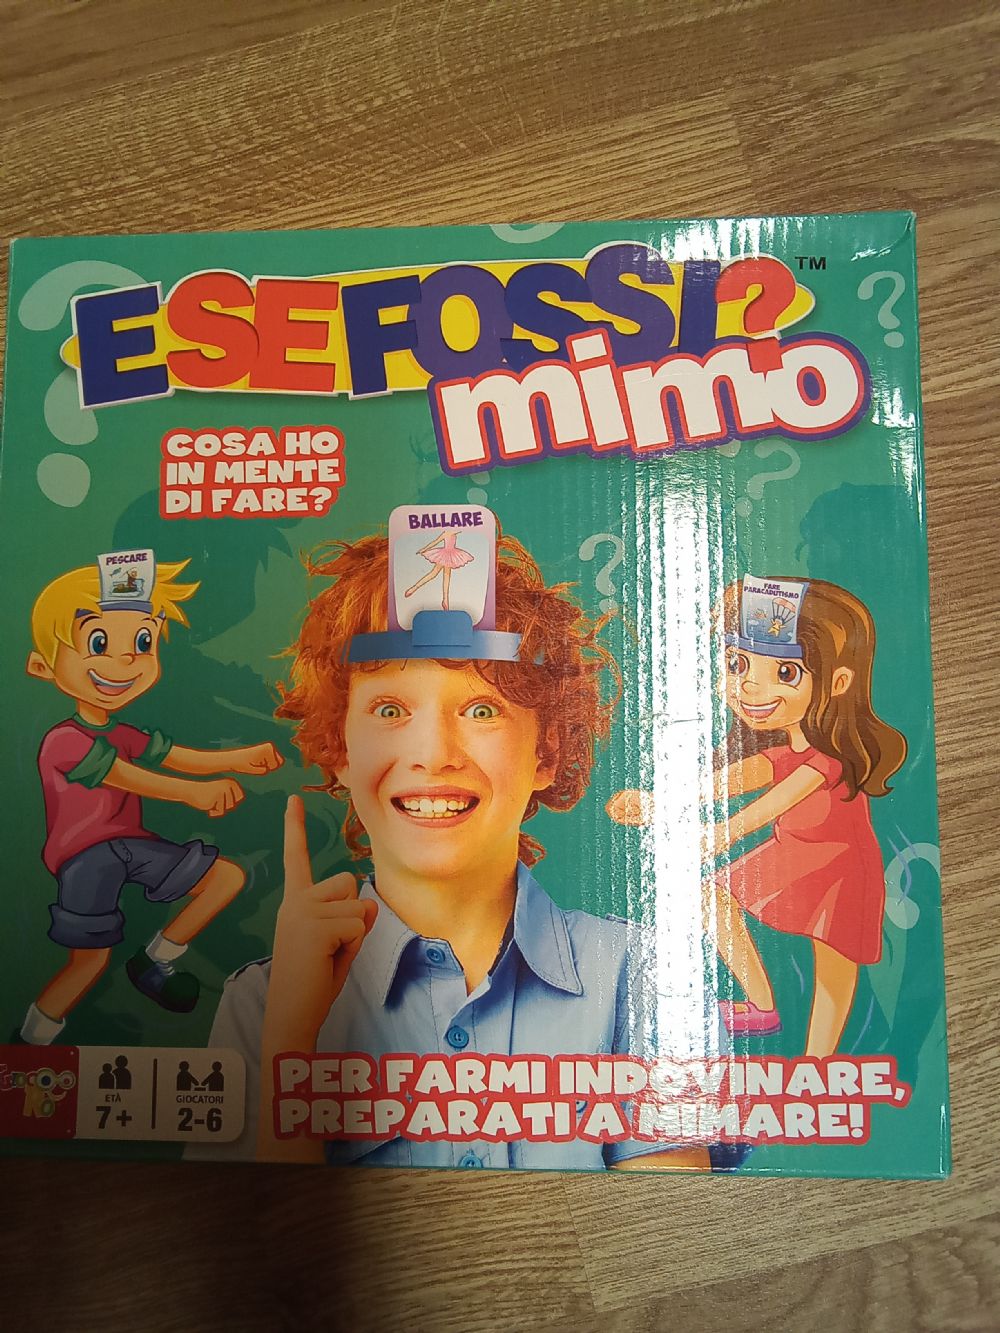 E SE FOSSI?™
mimo
COSA HO
IN MENTE
DI FARE?
BALLARE
PESCARE
FARE
PARACADUTISMO
PER FARMI INDOVINARE,
PREPARATI A MIMARE!
ETÀ
7+
GIOCATORI
2-6